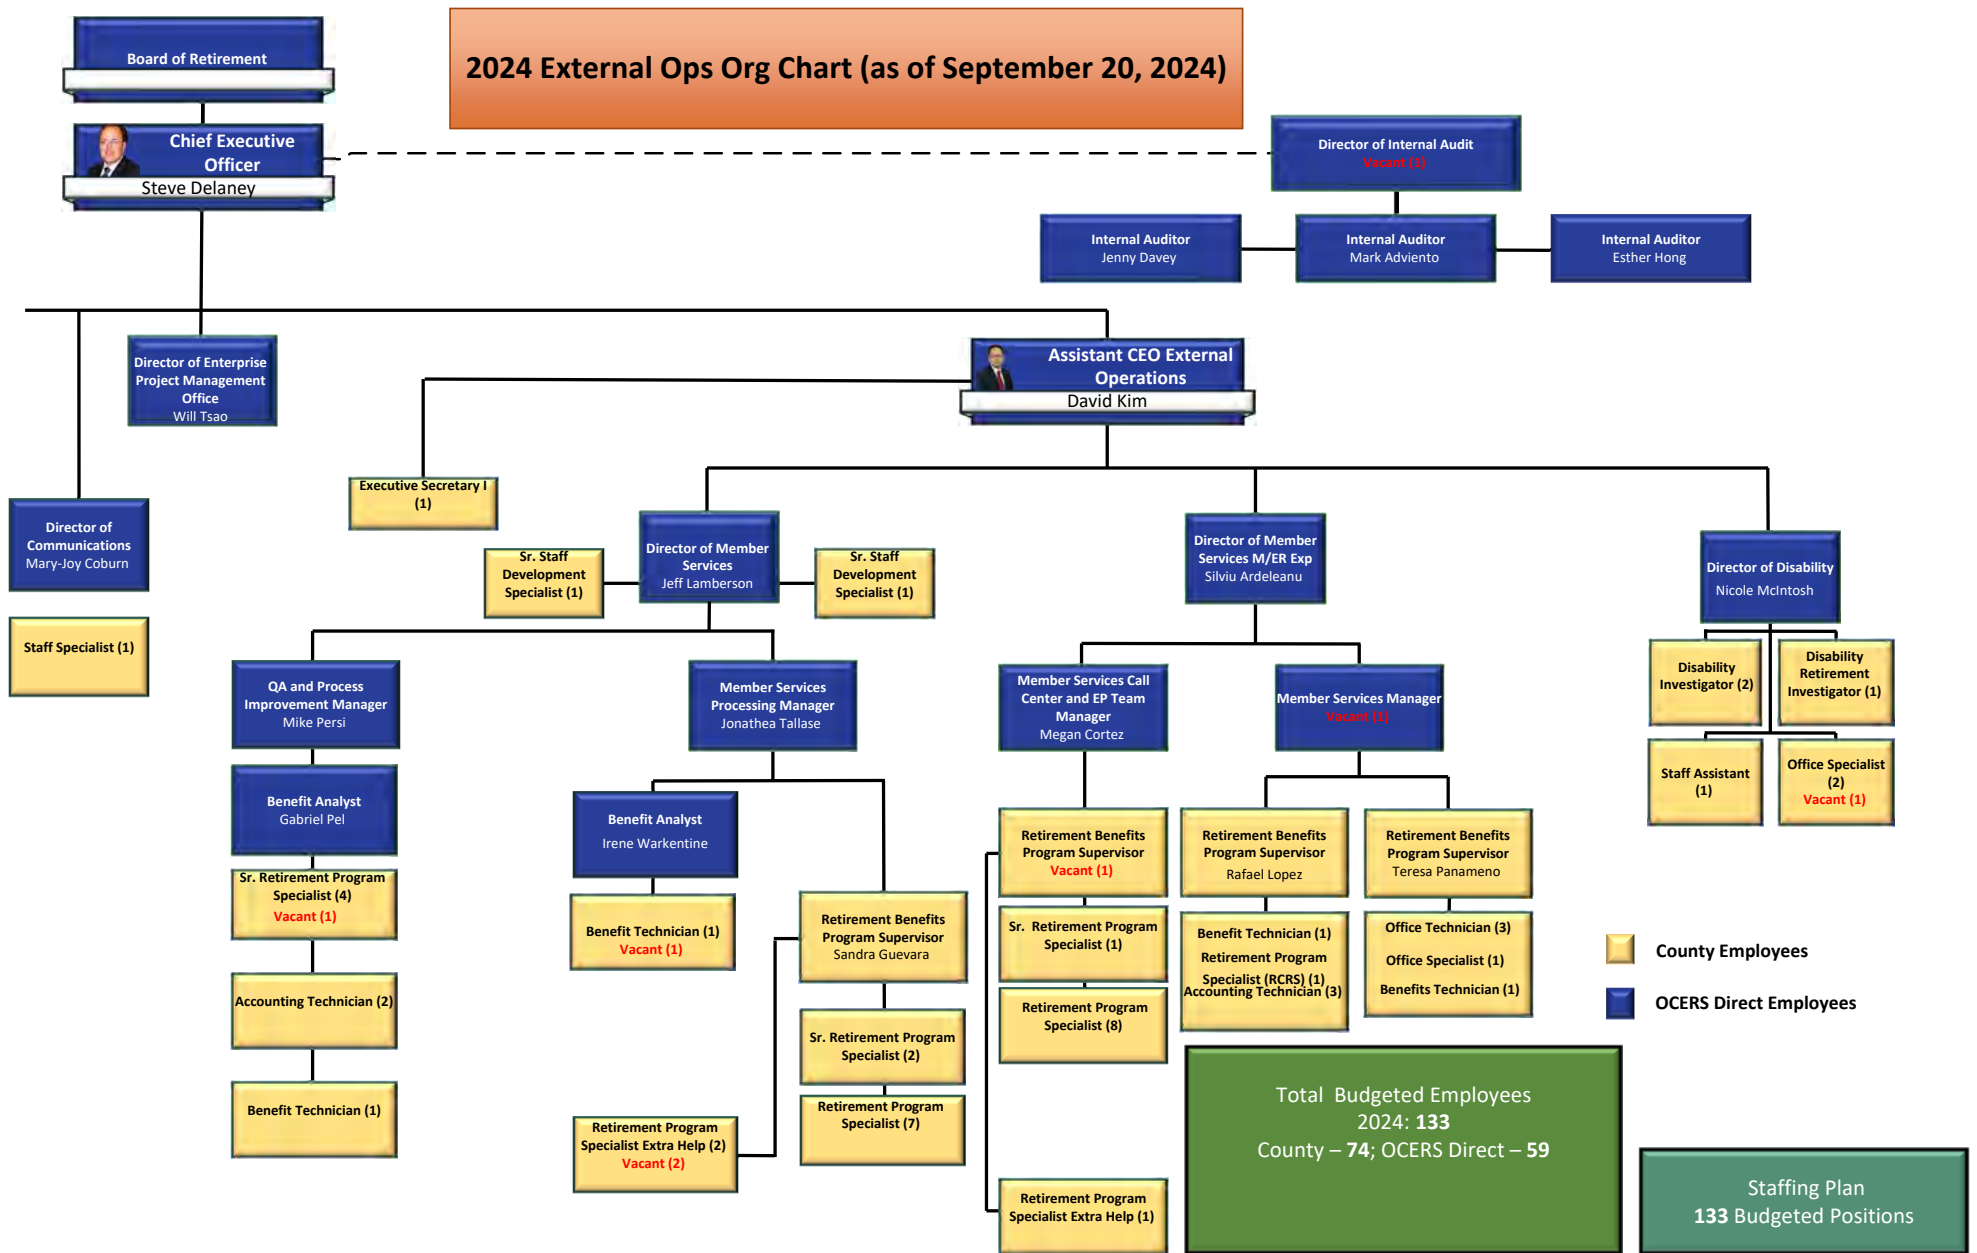 Board of Retirement
2024 External Ops Org Chart (as of September 20, 2024)
Chief Executive
Officer
Steve Delaney
Director of Internal Audit
Vacant (1)
Internal Auditor
Jenny Davey
Internal Auditor
Mark Adviento
Internal Auditor
Esther Hong
Director of Enterprise
Project Management
Office
Will Tsao
Assistant CEO External
Operations
David Kim
Executive Secretary I
(1)
Director of
Communications
Mary-Joy Coburn
Staff Specialist (1)
Sr. Staff
Development
Specialist (1)
Director of Member
Services
Jeff Lamberson
Sr. Staff
Development
Specialist (1)
Director of Member
Services M/ER Exp
Silviu Ardeleanu
Director of Disability
Nicole McIntosh
QA and Process
Improvement Manager
Mike Persi
Member Services
Processing Manager
Jonathea Tallase
Member Services Call
Center and EP Team
Manager
Megan Cortez
Member Services Manager
Vacant (1)
Disability
Investigator (2)
Disability
Retirement
Investigator (1)
Staff Assistant
(1)
Office Specialist
(2)
Vacant (1)
Benefit Analyst
Gabriel Pel
Sr. Retirement Program
Specialist (4)
Vacant (1)
Accounting Technician (2)
Benefit Technician (1)
Benefit Analyst
Irene Warkentine
Benefit Technician (1)
Vacant (1)
Retirement Benefits
Program Supervisor
Sandra Guevara
Sr. Retirement Program
Specialist (2)
Retirement Program
Specialist (7)
Retirement Program
Specialist Extra Help (2)
Vacant (2)
Retirement Benefits
Program Supervisor
Vacant (1)
Sr. Retirement Program
Specialist (1)
Retirement Program
Specialist (8)
Retirement Program
Specialist Extra Help (1)
Retirement Benefits
Program Supervisor
Rafael Lopez
Benefit Technician (1)
Retirement Program
Specialist (RCRS) (1)
Accounting Technician (3)
Retirement Benefits
Program Supervisor
Teresa Panameno
Office Technician (3)
Office Specialist (1)
Benefits Technician (1)
County Employees
OCERS Direct Employees
Total Budgeted Employees
2024: 133
County – 74; OCERS Direct – 59
Staffing Plan
133 Budgeted Positions